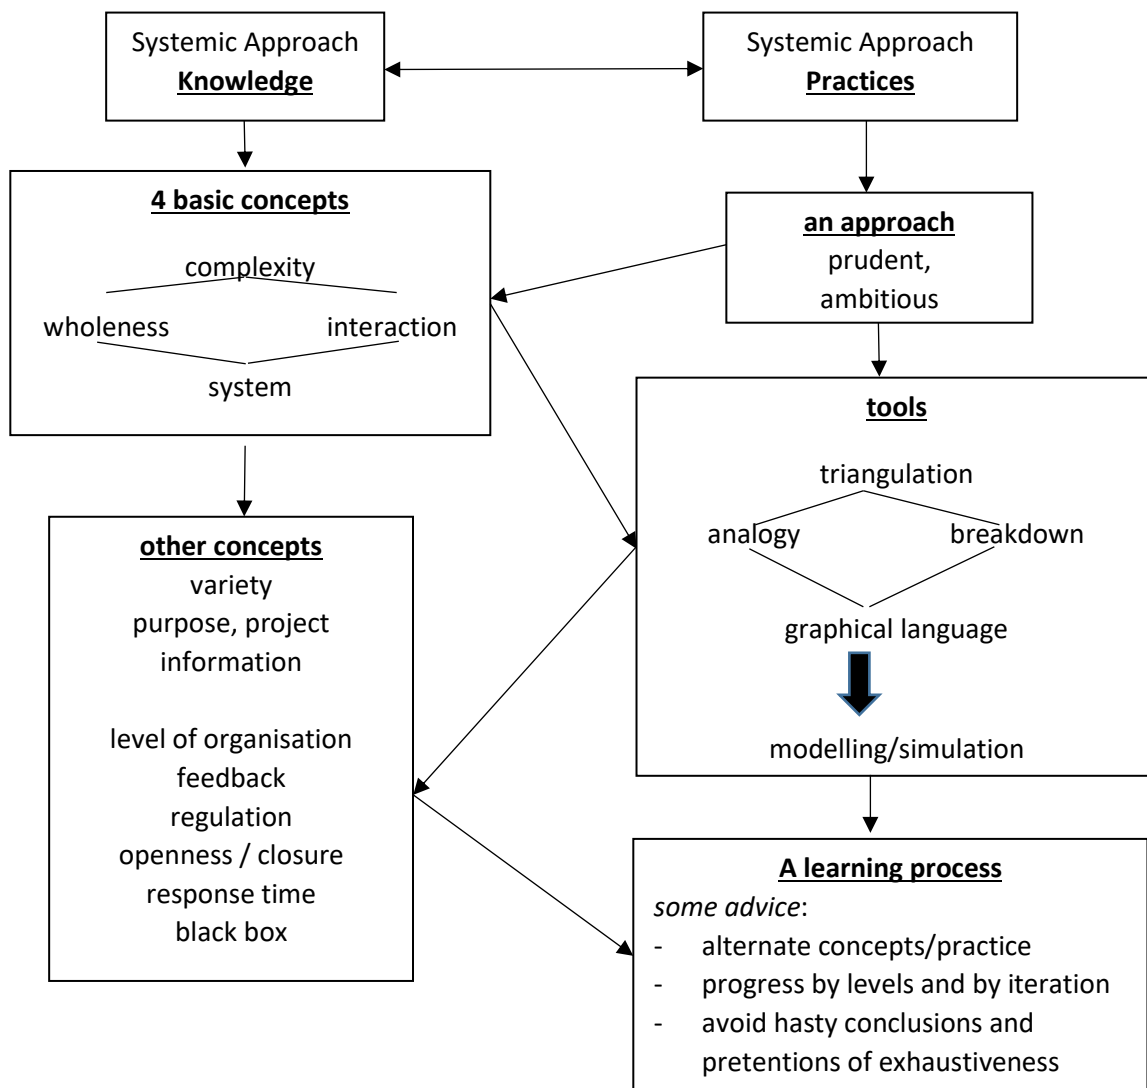 Systemic Approach
Knowledge
Systemic Approach
Practices
4 basic concepts
complexity
wholeness
interaction
system
an approach
prudent,
ambitious
tools
triangulation
analogy
breakdown
graphical language
modelling/simulation
other concepts
variety
purpose, project
information
level of organisation
feedback
regulation
openness / closure
response time
black box
A learning process
some advice:
- alternate concepts/practice
- progress by levels and by iteration
- avoid hasty conclusions and
pretentions of exhaustiveness